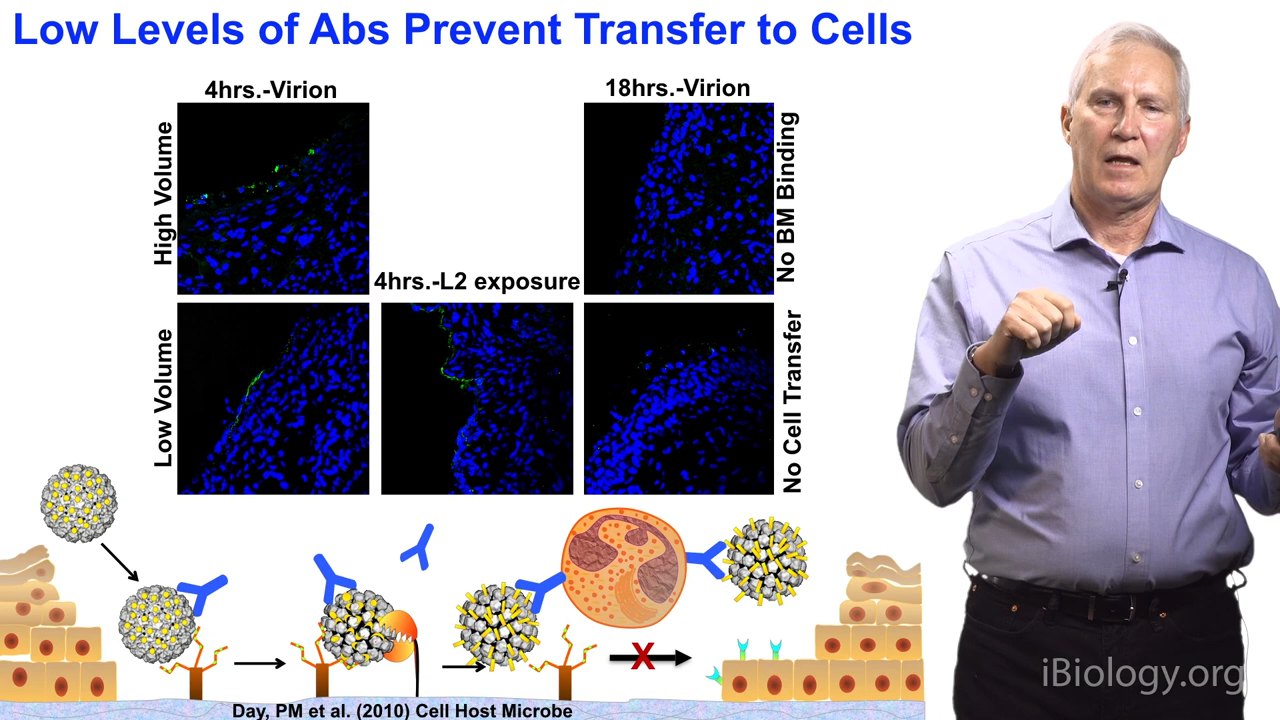 Low Levels of Abs Prevent Transfer to Cells
4hrs.-Virion
18hrs.-Virion
High Volume
No BM Binding
4hrs.-L2 exposure
Low Volume
No Cell Transfer
X
iBiology.org
Day, PM et al. (2010) Cell Host Microbe